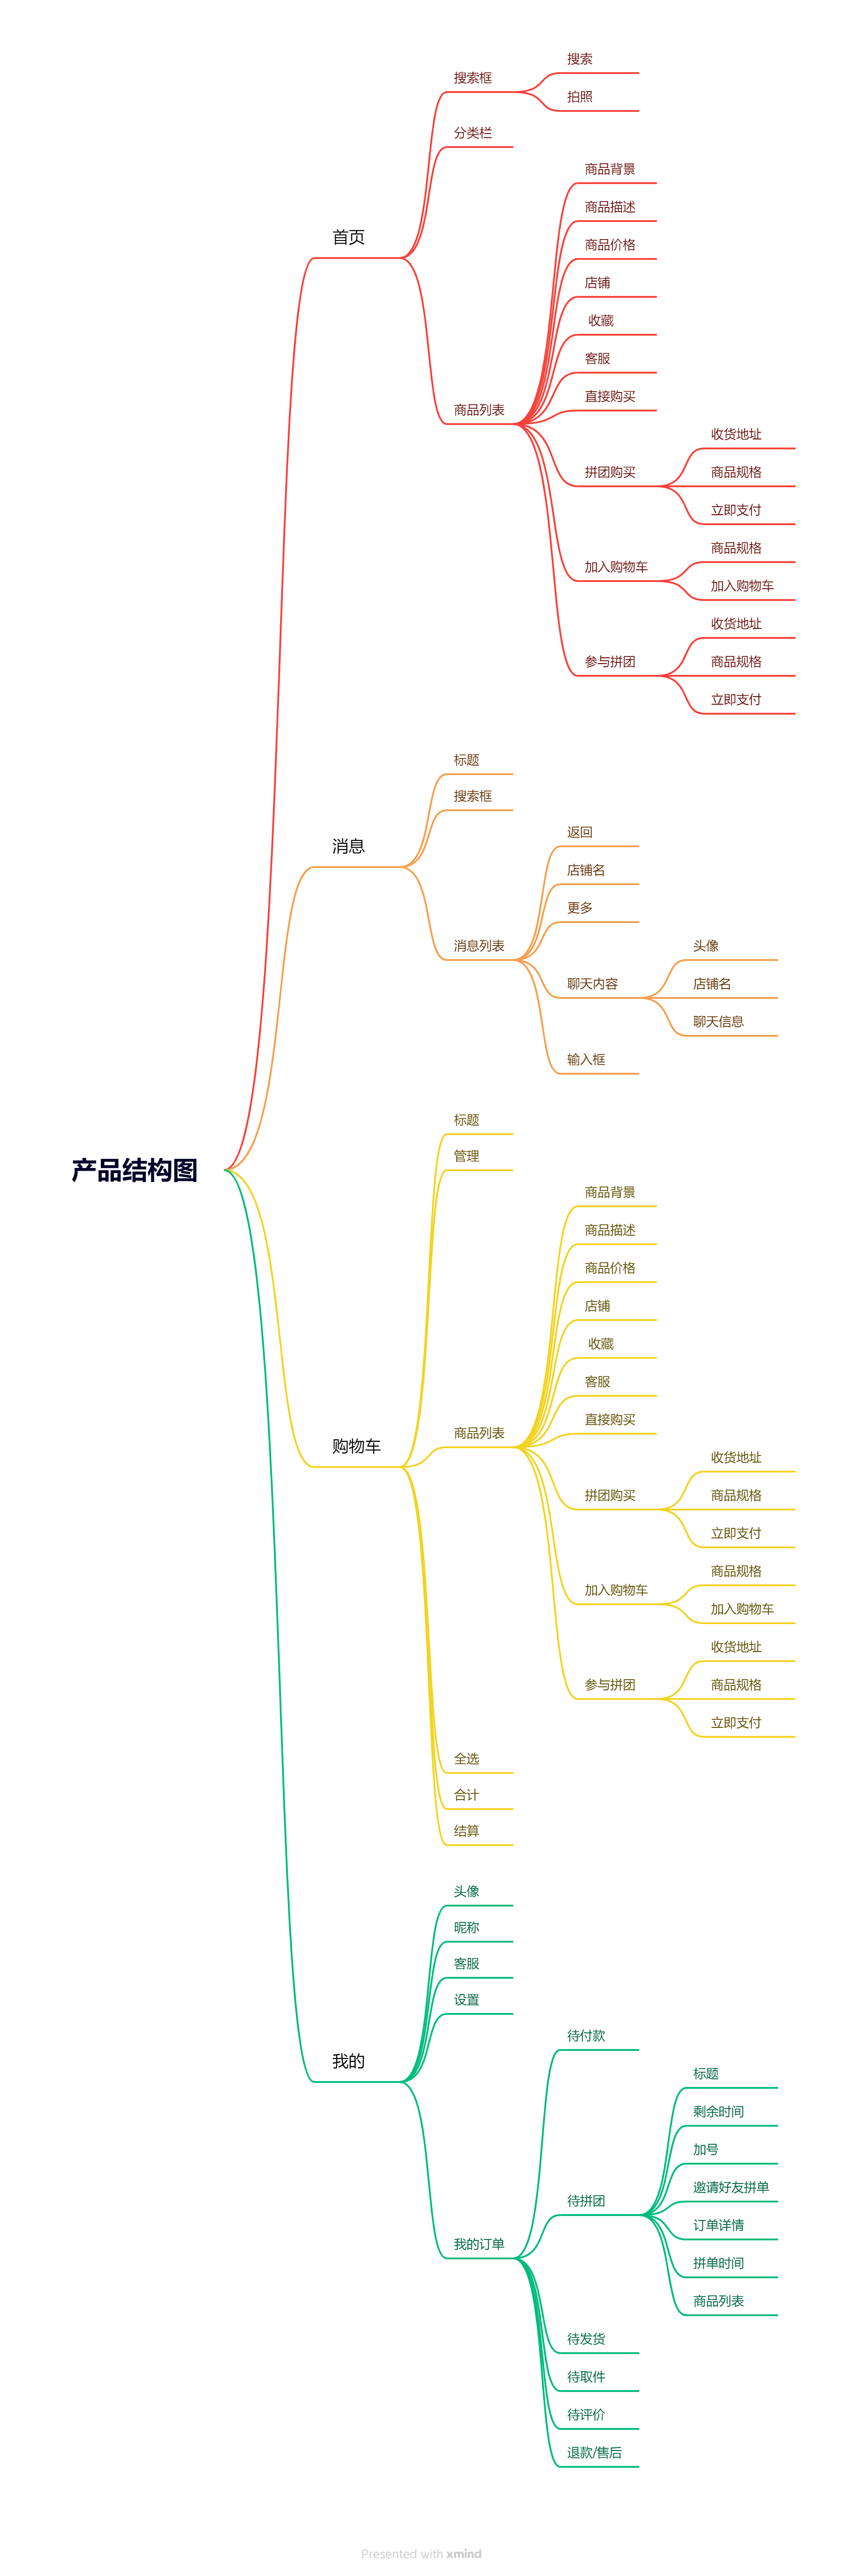 产品结构图
首页
搜索框
搜索
拍照
分类栏
商品列表
商品背景
商品描述
商品价格
店铺
收藏
客服
直接购买
拼团购买
收货地址
商品规格
立即支付
加入购物车
商品规格
加入购物车
参与拼团
收货地址
商品规格
立即支付
消息
标题
搜索框
消息列表
返回
店铺名
更多
聊天内容
头像
店铺名
聊天信息
输入框
购物车
标题
管理
商品列表
商品背景
商品描述
商品价格
店铺
收藏
客服
直接购买
拼团购买
收货地址
商品规格
立即支付
加入购物车
商品规格
加入购物车
参与拼团
收货地址
商品规格
立即支付
全选
合计
结算
我的
头像
昵称
客服
设置
我的订单
待付款
待拼团
标题
剩余时间
加号
邀请好友拼单
订单详情
拼单时间
商品列表
待发货
待取件
待评价
退款/售后
Presented with xmind